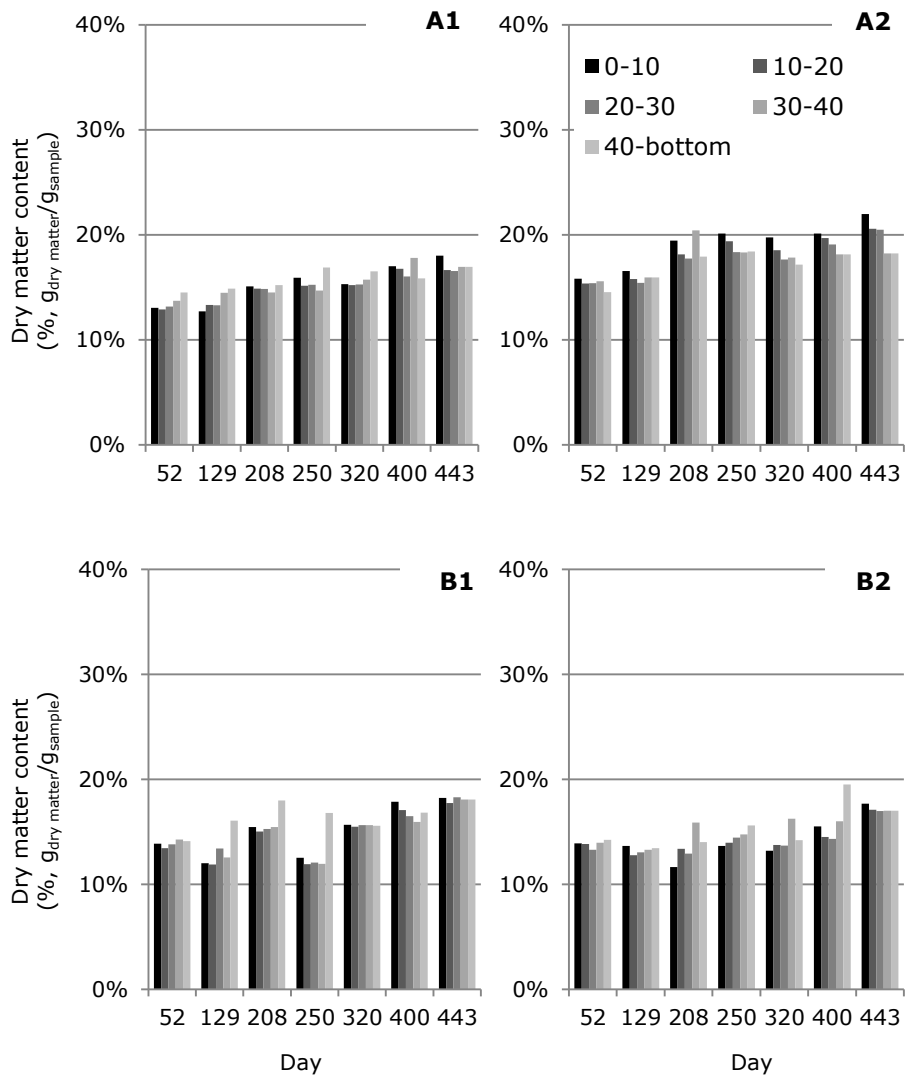 40%
A1
30%
20%
10%
0%
52 129 208 250 320 400 443
Dry matter content
(%, gdry matter/gsample)
40%
A2
0-10 10-20
20-30 30-40
40-bottom
30%
20%
10%
0%
52 129 208 250 320 400 443
40%
B1
30%
20%
10%
0%
52 129 208 250 320 400 443
Dry matter content
(%, gdry matter/gsample)
Day
40%
B2
30%
20%
10%
0%
52 129 208 250 320 400 443
Day